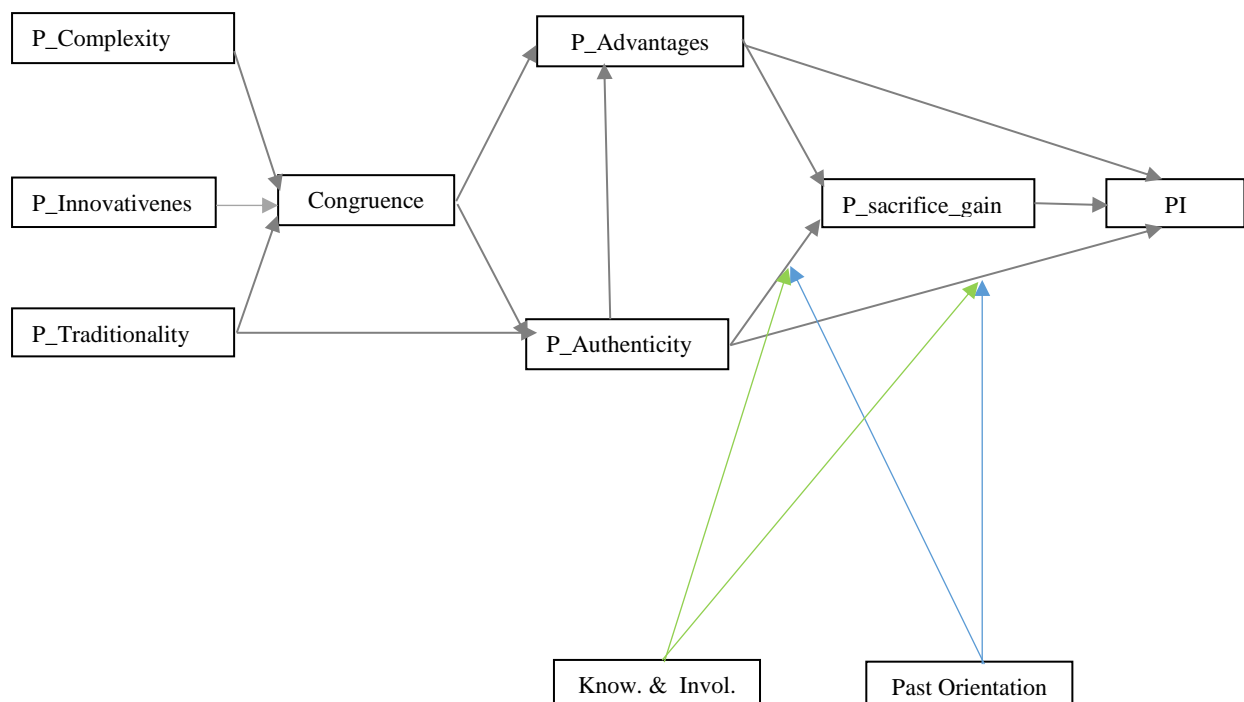 P_Complexity
P_Advantages
P_Innovativenes
Congruence
P_sacrifice_gain
PI
P_Traditionality
P_Authenticity
Know. & Invol.
Past Orientation